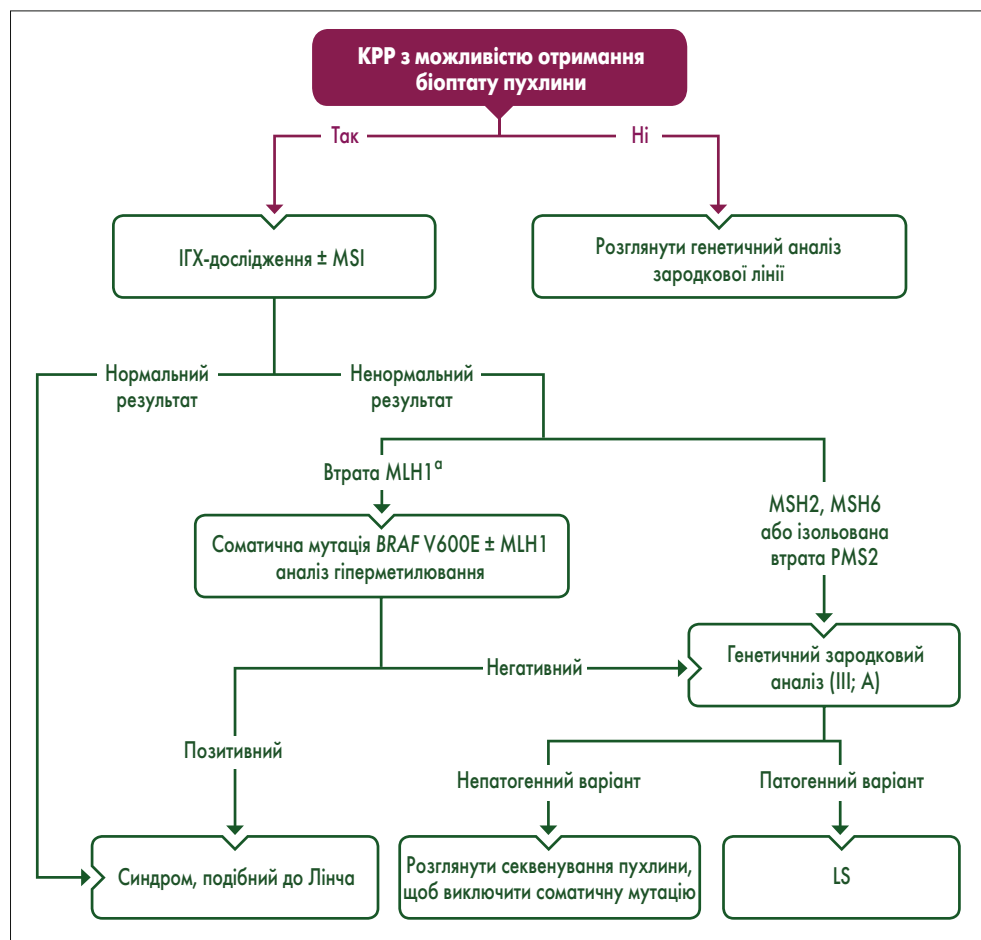 КРР з можливістю отримання
біоптату пухлини
Так
Ні
ІГХ-дослідження ± MSI
Розглянути генетичний аналіз
зародкової лінії
Нормальний
результат
Ненормальний
результат
Втрата MLH1ᵃ
MSH2, MSH6
або ізольована
втрата PMS2
Соматична мутація BRAF V600E ± MLH1
аналіз гіперметилювання
Негативний
Генетичний зародковий
аналіз (III; A)
Позитивний
Непатогенний варіант
Патогенний варіант
Синдром, подібний до Лінча
Розглянути секвенування пухлини,
щоб виключити соматичну мутацію
LS